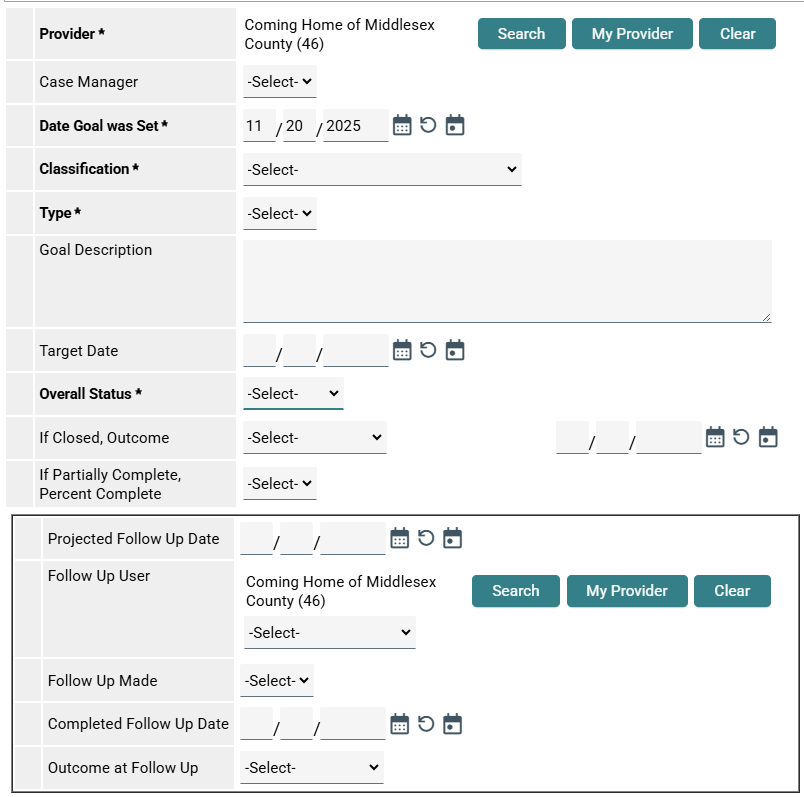 Provider *
Coming Home of Middlesex
County (46)
Search
My Provider
Clear
Case Manager
-Select-
Date Goal was Set *
11 / 20 / 2025
Classification *
-Select-
Type *
-Select-
Goal Description
Target Date
/ /
Overall Status *
-Select-
If Closed, Outcome
-Select-
/ /
If Partially Complete,
Percent Complete
-Select-
Projected Follow Up Date
/ /
Follow Up User
Coming Home of Middlesex
County (46)
Search
My Provider
Clear
-Select-
Follow Up Made
-Select-
Completed Follow Up Date
/ /
Outcome at Follow Up
-Select-